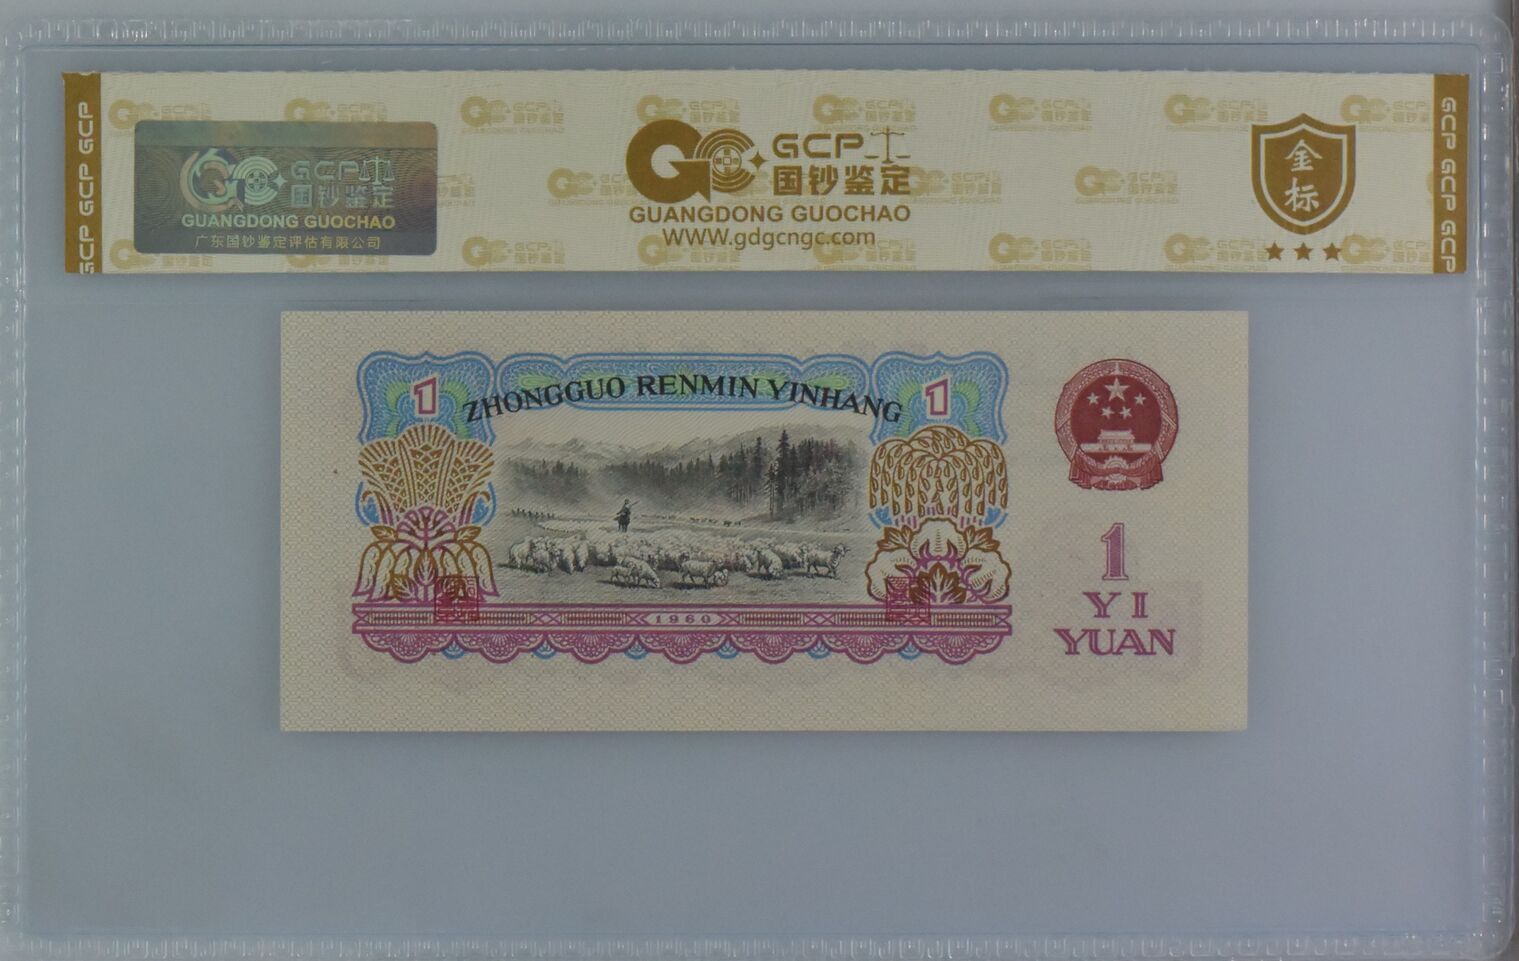 GCP GCP GCP
GCP
国钞鉴定
GUANGDONG GUOCHAO
广东国钞鉴定评估有限公司
GCP
国钞鉴定
GUANGDONG GUOCHAO
WWW.gdgcngc.com
金
标
GCP GCP GCP
1
ZHONGGUO RENMIN YINHANG
1
1960
1
YI
YUAN